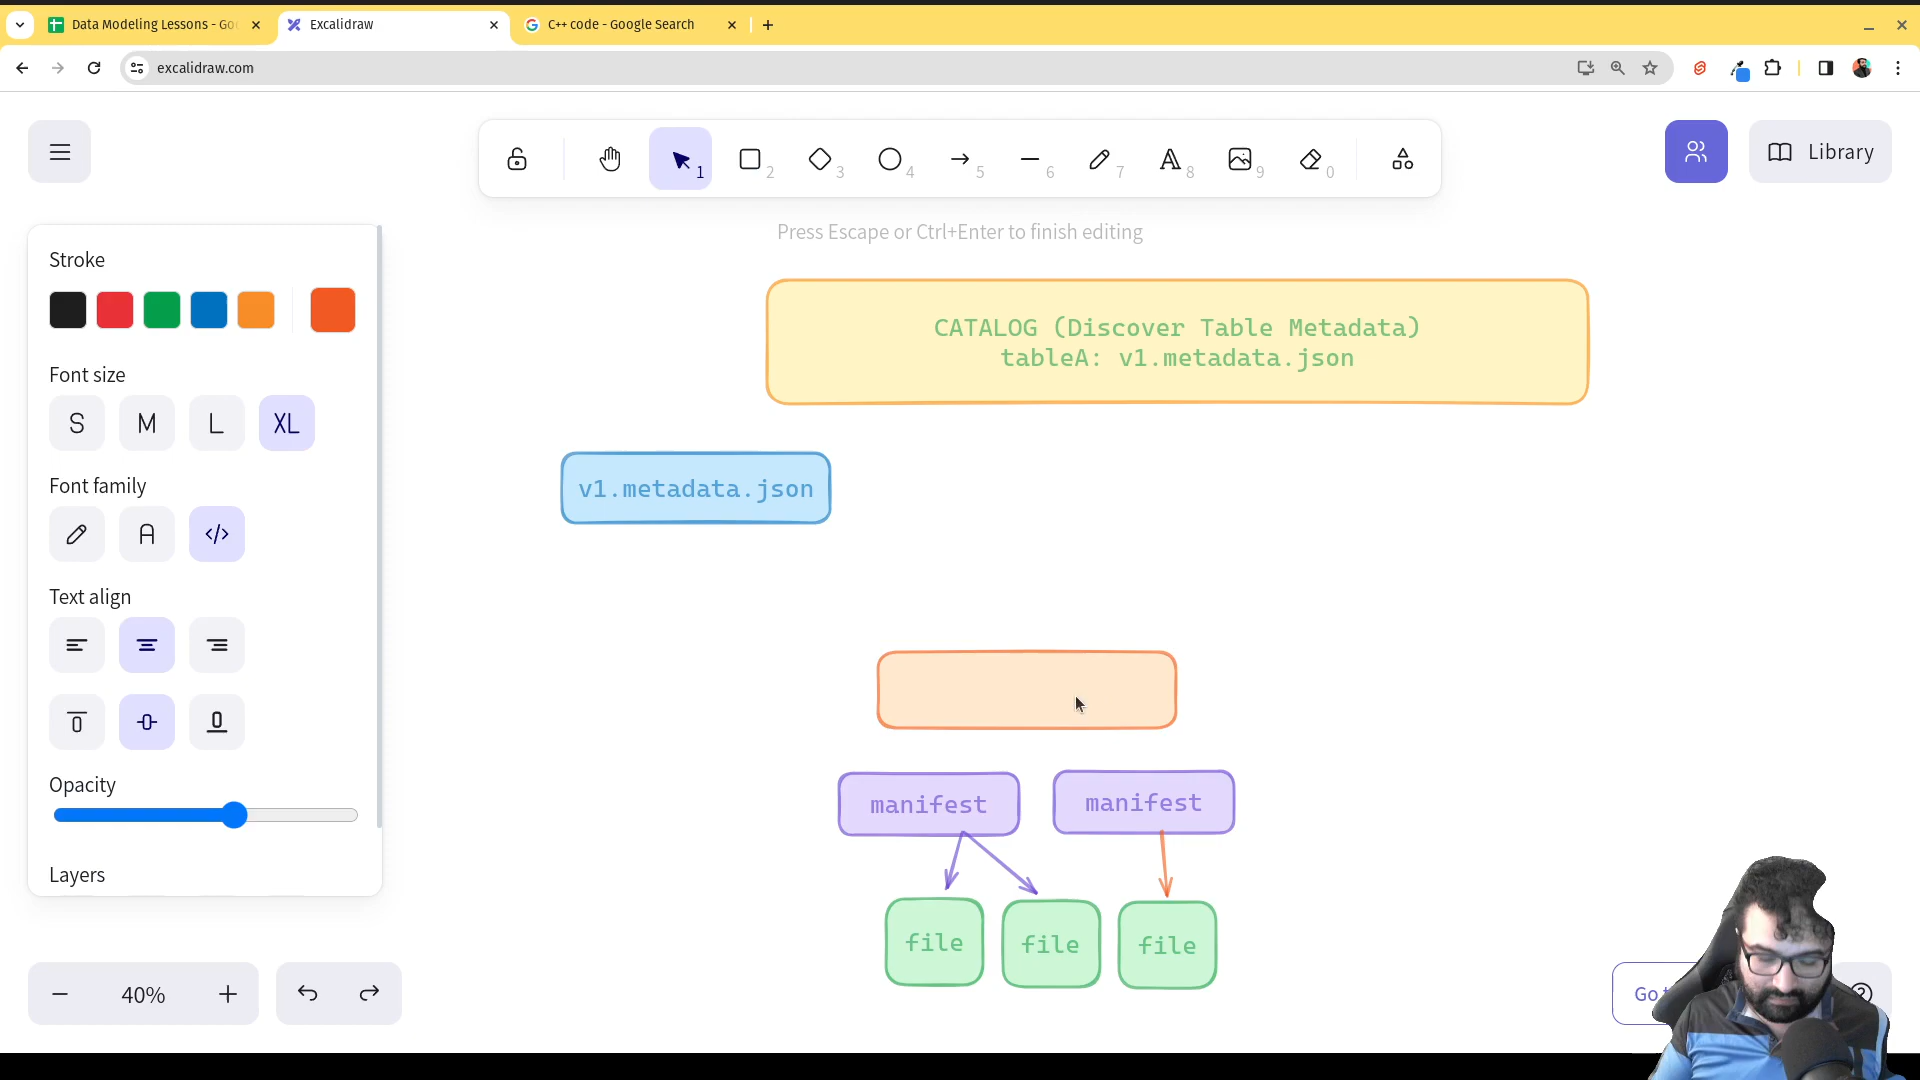 Data Modeling Lessons - Goo
Excalidraw
C++ code - Google Search
excalidraw.com
1
2
3
4
5
6
7
8
9
0
Library
Press Escape or Ctrl+Enter to finish editing
Stroke
Font size
S M L XL
Font family
A </>
Text align
Opacity
Layers
40%
CATALOG (Discover Table Metadata)
tableA: v1.metadata.json
v1.metadata.json
manifest
manifest
file
file
file
Go